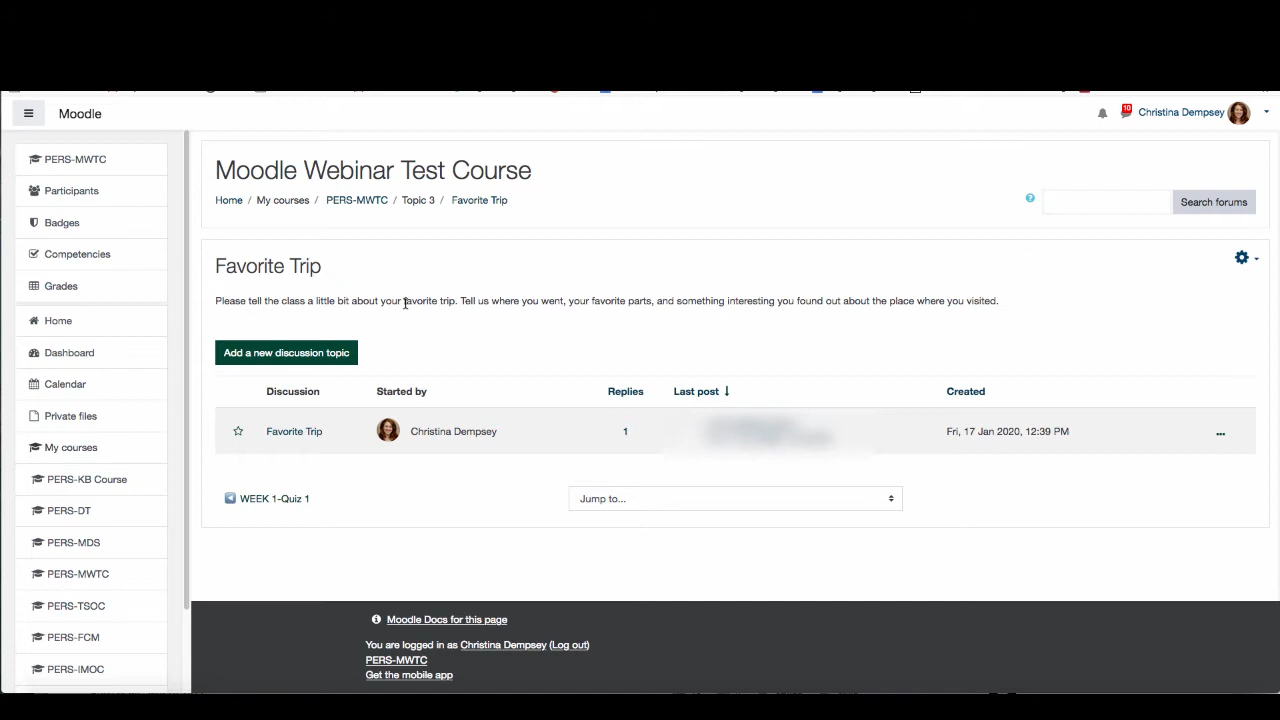 Moodle
10
Christina Dempsey
PERS-MWTC
Participants
Badges
Competencies
Grades
Home
Dashboard
Calendar
Private files
My courses
PERS-KB Course
PERS-DT
PERS-MDS
PERS-MWTC
PERS-TSOC
PERS-FCM
PERS-IMOC
Moodle Webinar Test Course
Home / My courses / PERS-MWTC / Topic 3 / Favorite Trip
Search forums
Favorite Trip
Please tell the class a little bit about your favorite trip. Tell us where you went, your favorite parts, and something interesting you found out about the place where you visited.
Add a new discussion topic
Discussion Started by Replies Last post ↓ Created
Favorite Trip Christina Dempsey 1 Fri, 17 Jan 2020, 12:39 PM
WEEK 1-Quiz 1
Jump to...
Moodle Docs for this page
You are logged in as Christina Dempsey (Log out)
PERS-MWTC
Get the mobile app